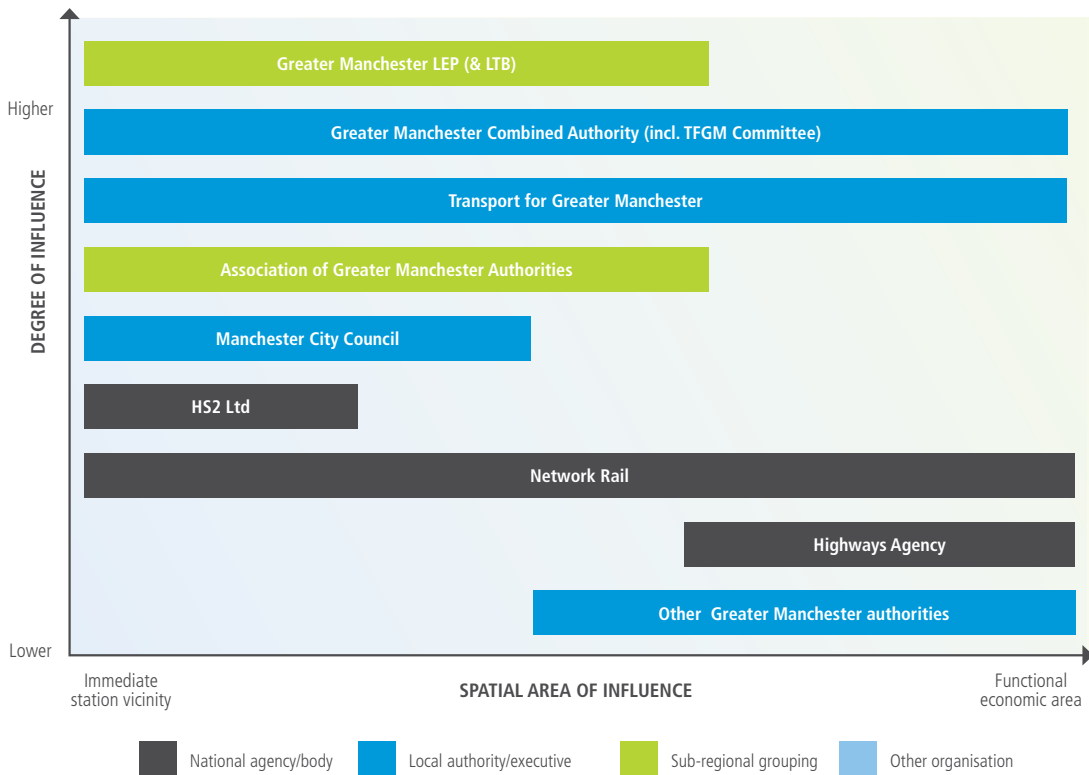 Higher
DEGREE OF INFLUENCE
Lower
Greater Manchester LEP (& LTB)
Greater Manchester Combined Authority (incl. TFGM Committee)
Transport for Greater Manchester
Association of Greater Manchester Authorities
Manchester City Council
HS2 Ltd
Network Rail
Highways Agency
Other Greater Manchester authorities
Immediate
station vicinity
SPATIAL AREA OF INFLUENCE
Functional
economic area
National agency/body
Local authority/executive
Sub-regional grouping
Other organisation